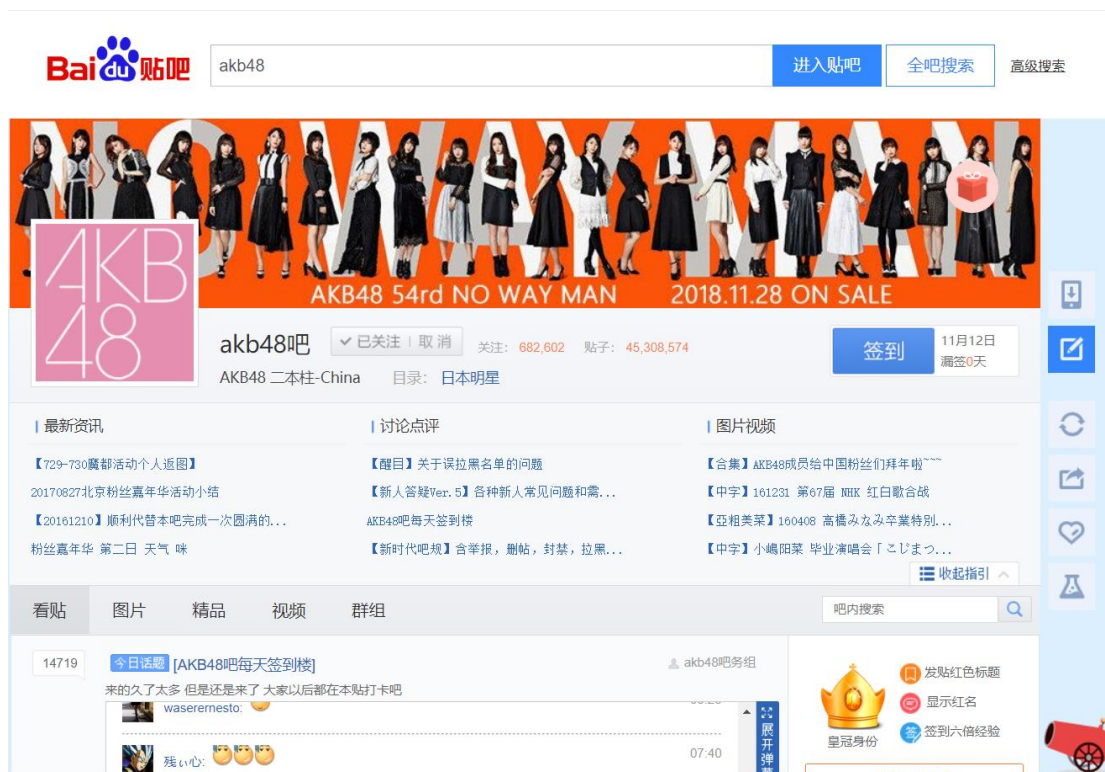 Bai du 贴吧
akb48
进入贴吧
全吧搜索
高级搜索
NO WAY MAN
AKB48 54rd NO WAY MAN
2018.11.28 ON SALE
AKB
48
akb48吧
已关注 | 取消
关注: 682,602
贴子: 45,308,574
签到
11月12日
漏签0天
AKB48 二本柱-China
目录: 日本明星
最新资讯
讨论点评
图片视频
【729-730魔都活动个人返图】
【醒目】关于误拉黑名单的问题
【合集】AKB48成员给中国粉丝们拜年啦~~~
20170827北京粉丝嘉年华活动小结
【新人答疑Ver.5】各种新人常见问题和需...
【中字】161231 第67届 NHK 红白歌合战
【20161210】顺利代替本吧完成一次圆满的...
AKB48吧每天签到楼
【亞粗美菜】160408 高橋みなみ卒業特别...
粉丝嘉年华 第二日 天气 咪
【新时代吧规】含举报，删帖，封禁，拉黑...
【中字】小嶋阳菜 毕业演唱会「こじまつ...
收起指引
看贴
图片
精品
视频
群组
吧内搜索
14719
今日话题
[AKB48吧每天签到楼]
akb48吧务组
来的久了太多 但是还是来了 大家以后都在本贴打卡吧
waserernesto:
残ぃ心:
07:40
展开弹
皇冠身份
发贴红色标题
显示红名
签到六倍经验